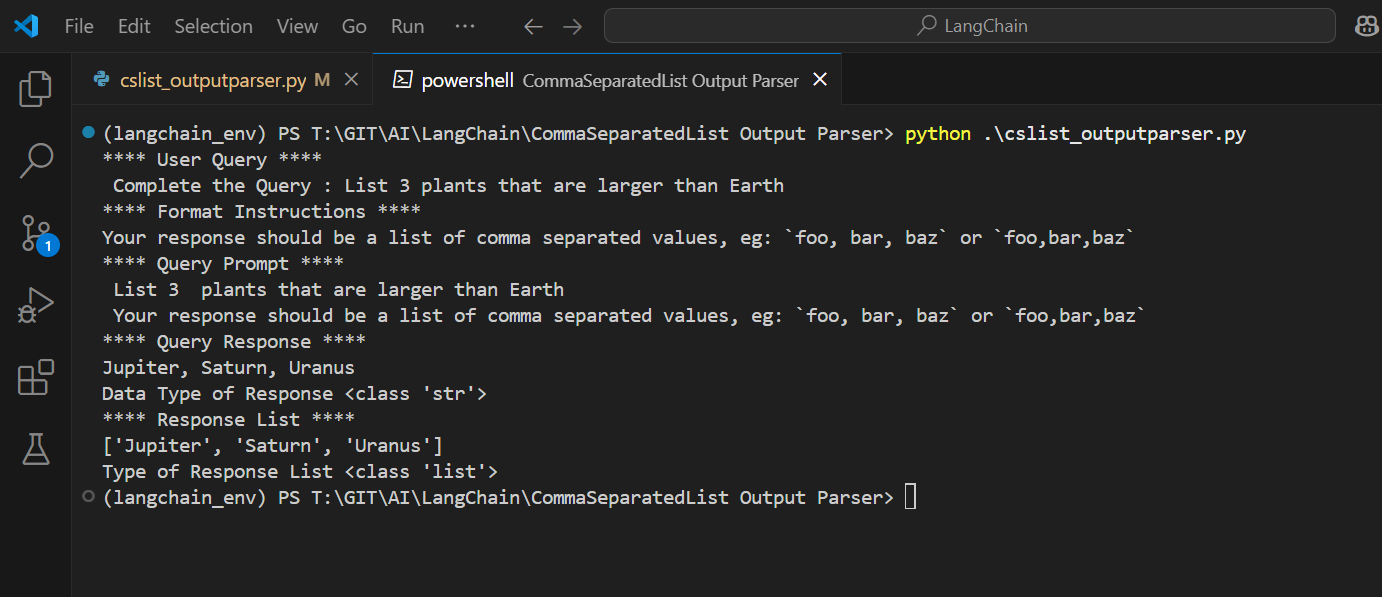 File Edit Selection View Go Run ··· LangChain
cslist_outputparser.py M powershell CommaSeparatedList Output Parser
(langchain_env) PS T:\GIT\AI\LangChain\CommaSeparatedList Output Parser> python .\cslist_outputparser.py
**** User Query ****
 Complete the Query : List 3 plants that are larger than Earth
**** Format Instructions ****
Your response should be a list of comma separated values, eg: `foo, bar, baz` or `foo,bar,baz`
**** Query Prompt ****
 List 3  plants that are larger than Earth
 Your response should be a list of comma separated values, eg: `foo, bar, baz` or `foo,bar,baz`
**** Query Response ****
Jupiter, Saturn, Uranus
Data Type of Response <class 'str'>
**** Response List ****
['Jupiter', 'Saturn', 'Uranus']
Type of Response List <class 'list'>
(langchain_env) PS T:\GIT\AI\LangChain\CommaSeparatedList Output Parser>
1